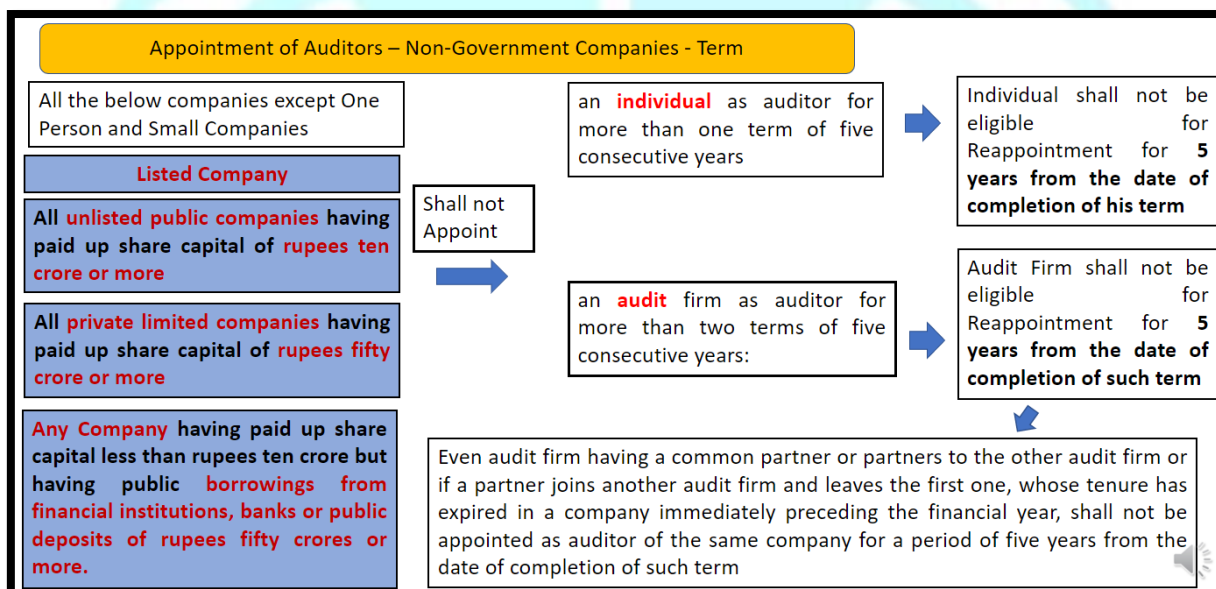 Appointment of Auditors – Non-Government Companies - Term
All the below companies except One
Person and Small Companies
Listed Company
All unlisted public companies having
paid up share capital of rupees ten
crore or more
All private limited companies having
paid up share capital of rupees fifty
crore or more
Any Company having paid up share
capital less than rupees ten crore but
having public borrowings from
financial institutions, banks or public
deposits of rupees fifty crores or
more.
Shall not
Appoint
an individual as auditor for
more than one term of five
consecutive years
Individual shall not be
eligible for
Reappointment for 5
years from the date of
completion of his term
an audit firm as auditor for
more than two terms of five
consecutive years:
Audit Firm shall not be
eligible for
Reappointment for 5
years from the date of
completion of such term
Even audit firm having a common partner or partners to the other audit firm or
if a partner joins another audit firm and leaves the first one, whose tenure has
expired in a company immediately preceding the financial year, shall not be
appointed as auditor of the same company for a period of five years from the
date of completion of such term